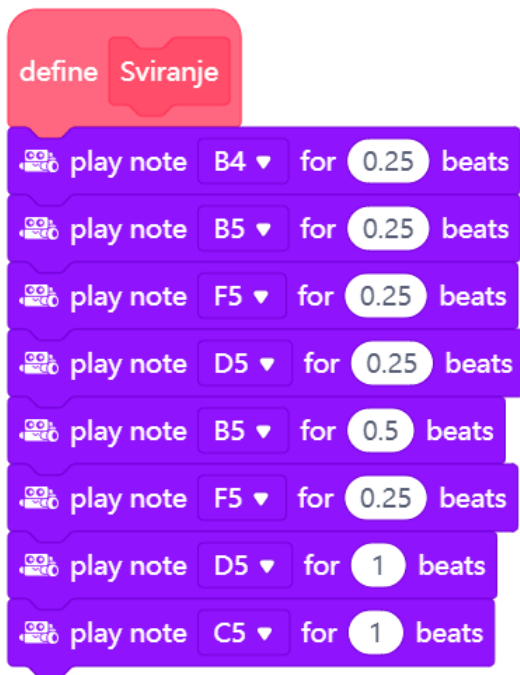 define Sviranje
play note B4 for 0.25 beats
play note B5 for 0.25 beats
play note F5 for 0.25 beats
play note D5 for 0.25 beats
play note B5 for 0.5 beats
play note F5 for 0.25 beats
play note D5 for 1 beats
play note C5 for 1 beats